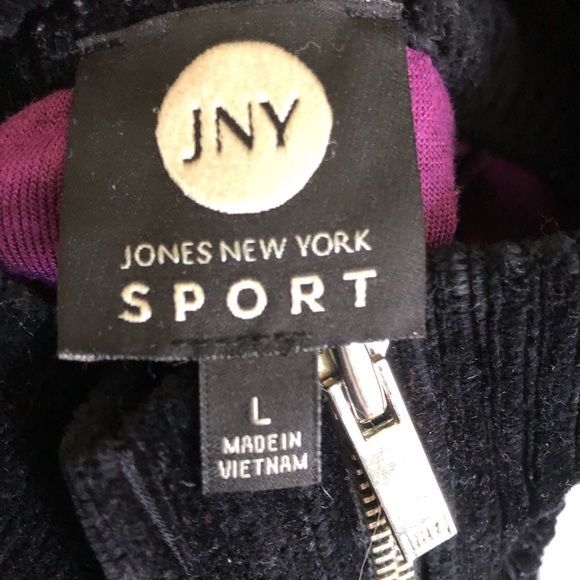 JNY
JONES NEW YORK
SPORT
L
MADE IN
VIETNAM